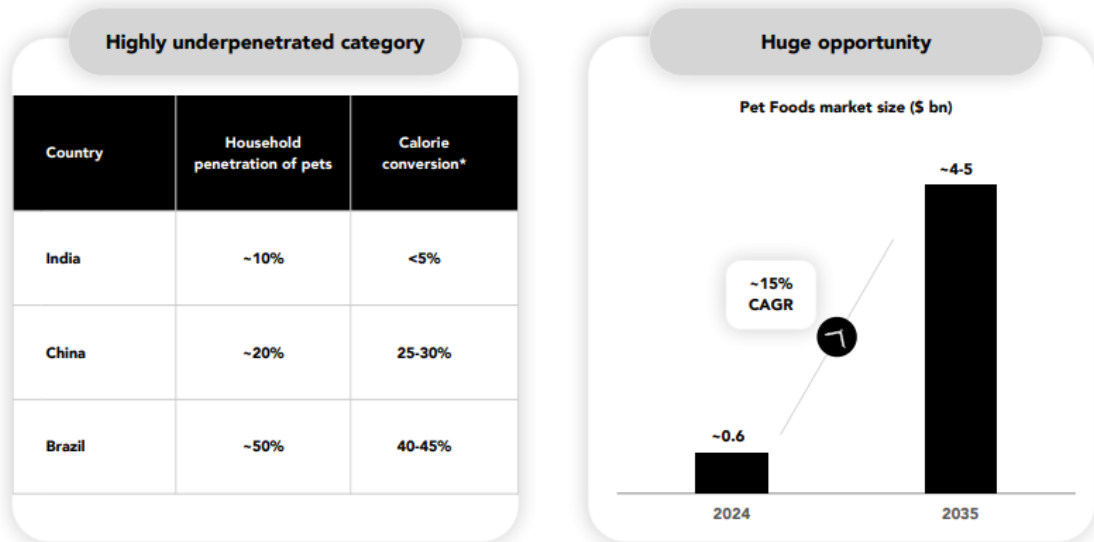 Highly underpenetrated category
Country
Household
penetration of pets
Calorie
conversion*
India
~10%
<5%
China
~20%
25-30%
Brazil
~50%
40-45%
Huge opportunity
Pet Foods market size ($ bn)
~4-5
~15%
CAGR
~0.6
2024
2035